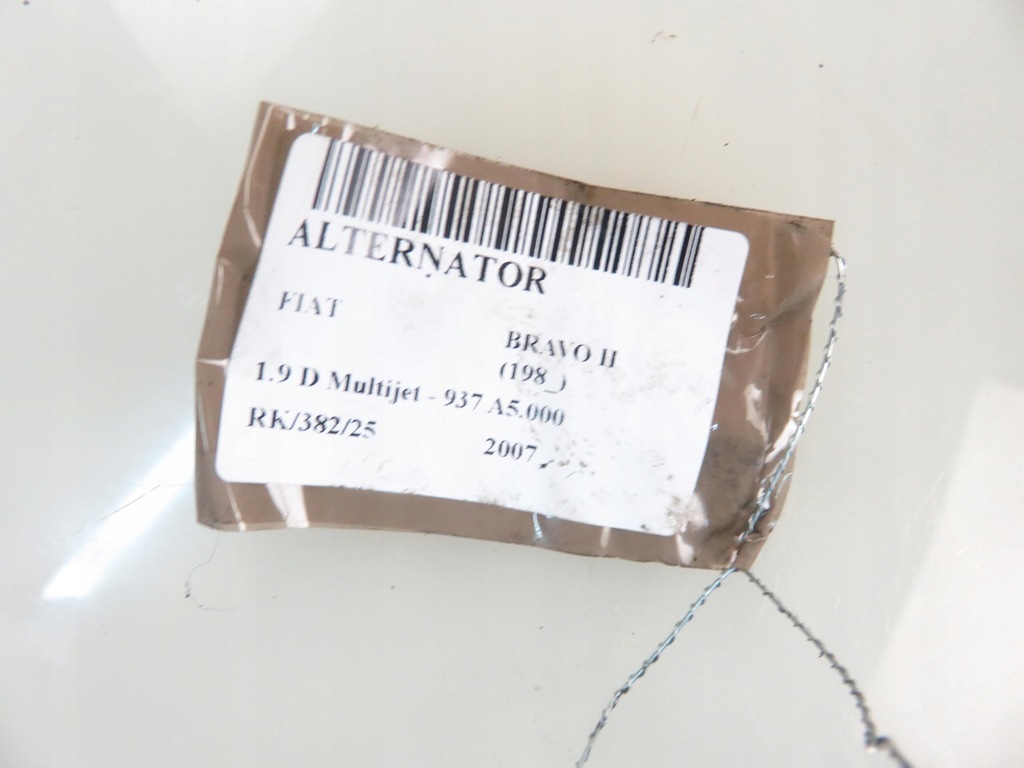 ALTERNATOR
FIAT
BRAVO II
(198_)
1.9 D Multijet - 937 A5.000
RK/382/25
2007